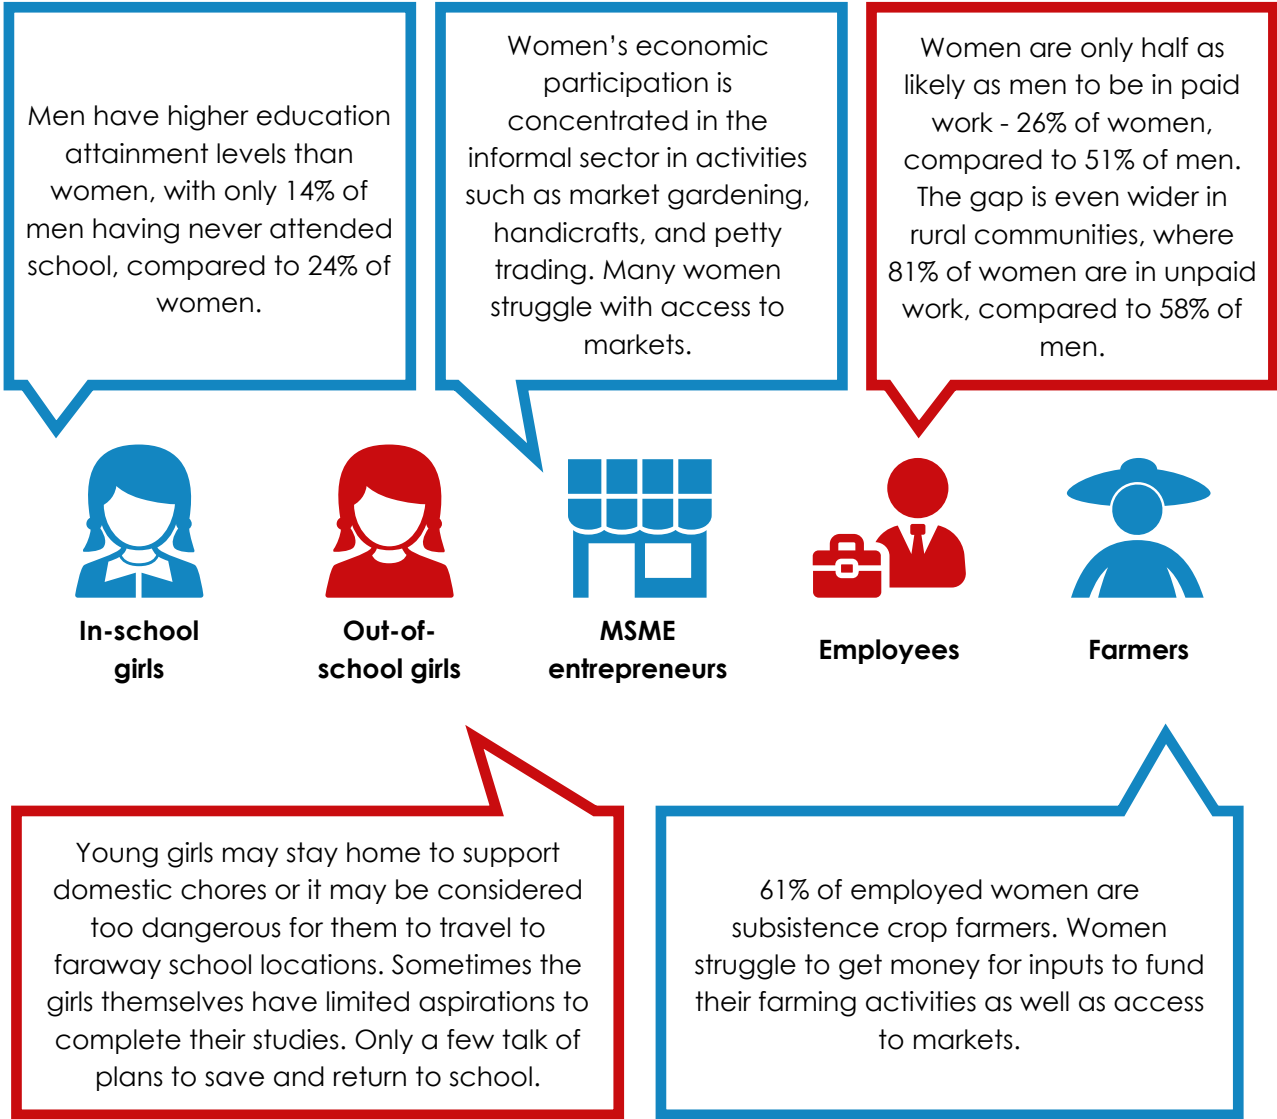 Men have higher education
attainment levels than
women, with only 14% of
men having never attended
school, compared to 24% of
women.
Women’s economic
participation is
concentrated in the
informal sector in activities
such as market gardening,
handicrafts, and petty
trading. Many women
struggle with access to
markets.
Women are only half as
likely as men to be in paid
work - 26% of women,
compared to 51% of men.
The gap is even wider in
rural communities, where
81% of women are in unpaid
work, compared to 58% of
men.
In-school
girls
Out-of-
school girls
MSME
entrepreneurs
Employees
Farmers
Young girls may stay home to support
domestic chores or it may be considered
too dangerous for them to travel to
faraway school locations. Sometimes the
girls themselves have limited aspirations to
complete their studies. Only a few talk of
plans to save and return to school.
61% of employed women are
subsistence crop farmers. Women
struggle to get money for inputs to fund
their farming activities as well as access
to markets.